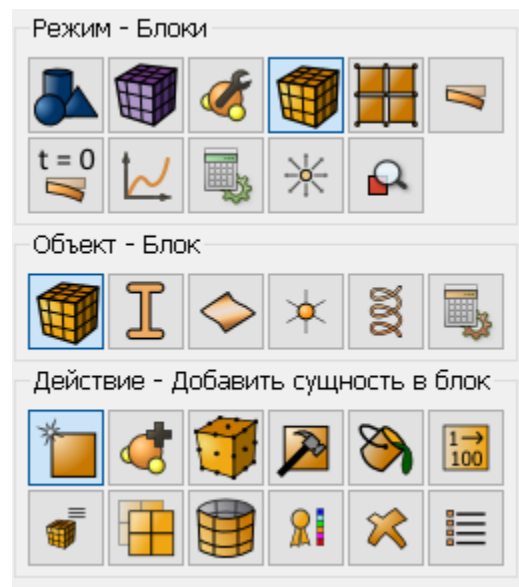 Режим - Блоки
t = 0
Объект - Блок
Действие - Добавить сущность в блок
1→
100